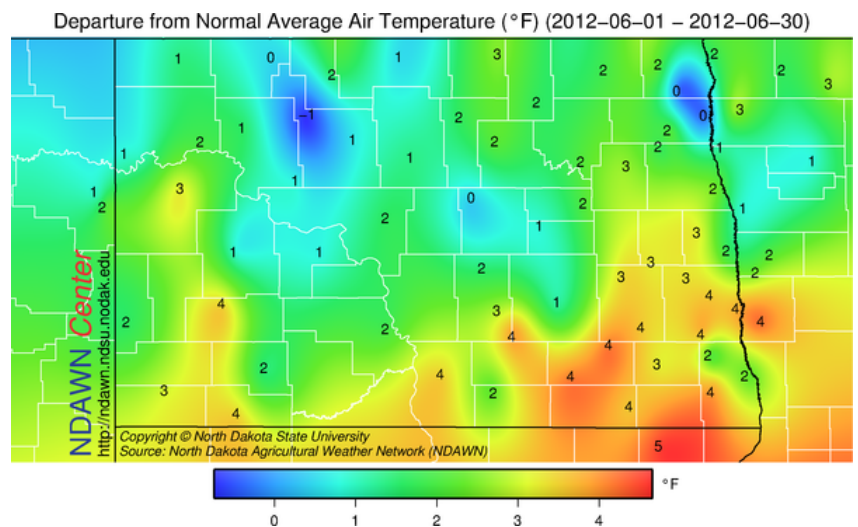 Departure from Normal Average Air Temperature (°F) (2012−06−01 − 2012−06−30)
1 0 2 1 3 2 2 2 2 3
−1 0 0 3
2 1 1 1 2 2 2 2 1 1
1 1 3 1 2 3
2 0 2 2 1
1 1 2 1 3 2 2
2 3 3 3 2
4 1 4 4 4
2 2 3 4 4 4
2 4 2 4 4 3 2 2
3 4 4 4
5
NDAWN Center
http://ndawn.ndsu.nodak.edu
Copyright © North Dakota State University
Source: North Dakota Agricultural Weather Network (NDAWN)
°F
0 1 2 3 4